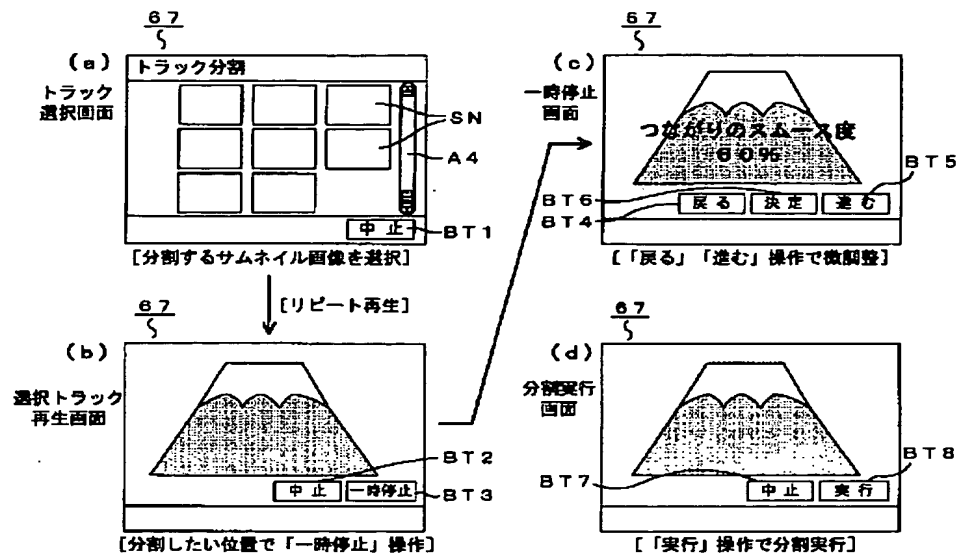 67
(a)
トラック
選択画面
トラック分割
SN
A4
中止
BT1
[分割するサムネイル画像を選択]
[リピート再生]
67
(b)
選択トラック
再生画面
BT2
中止
一時停止
BT3
[分割したい位置で「一時停止」操作]
67
(c)
一時停止
画面
つながりのスムース度
60%
BT5
BT6
BT4
戻る
決定
進む
[「戻る」「進む」操作で微調整]
67
(d)
分割実行
画面
BT8
BT7
中止
実行
[「実行」操作で分割実行]